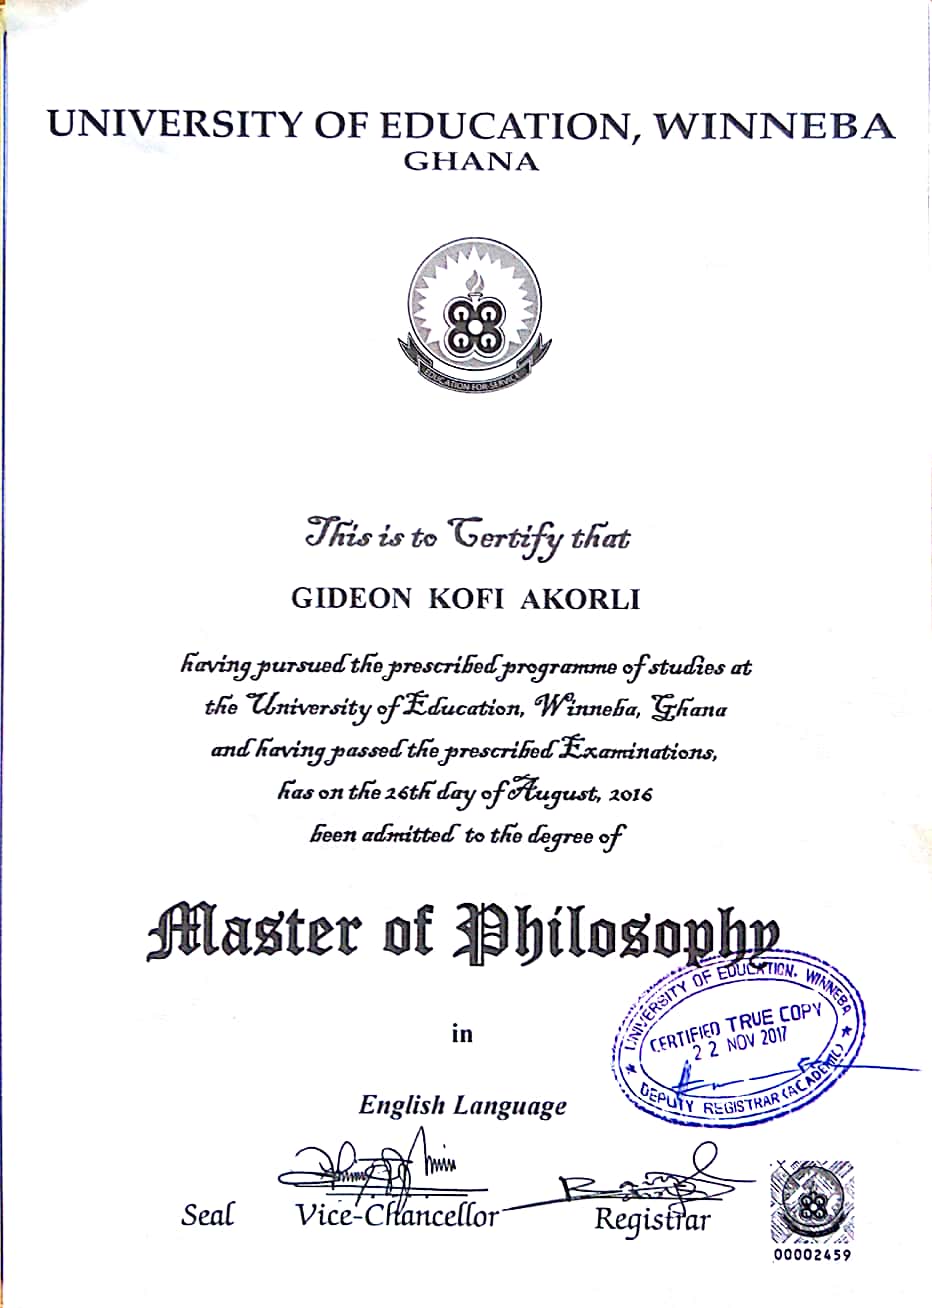 UNIVERSITY OF EDUCATION, WINNEBA
GHANA
EDUCATION FOR SERVICE
This is to Certify that
GIDEON KOFI AKORLI
having pursued the prescribed programme of studies at
the University of Education, Winneba, Ghana
and having passed the prescribed Examinations,
has on the 26th day of August, 2016
been admitted to the degree of
Master of Philosophy
in
English Language
UNIVERSITY OF EDUCATION, WINNEBA
CERTIFIED TRUE COPY
22 NOV 2017
DEPUTY REGISTRAR (ACADEMIC)
Seal Vice-Chancellor Registrar
00002459